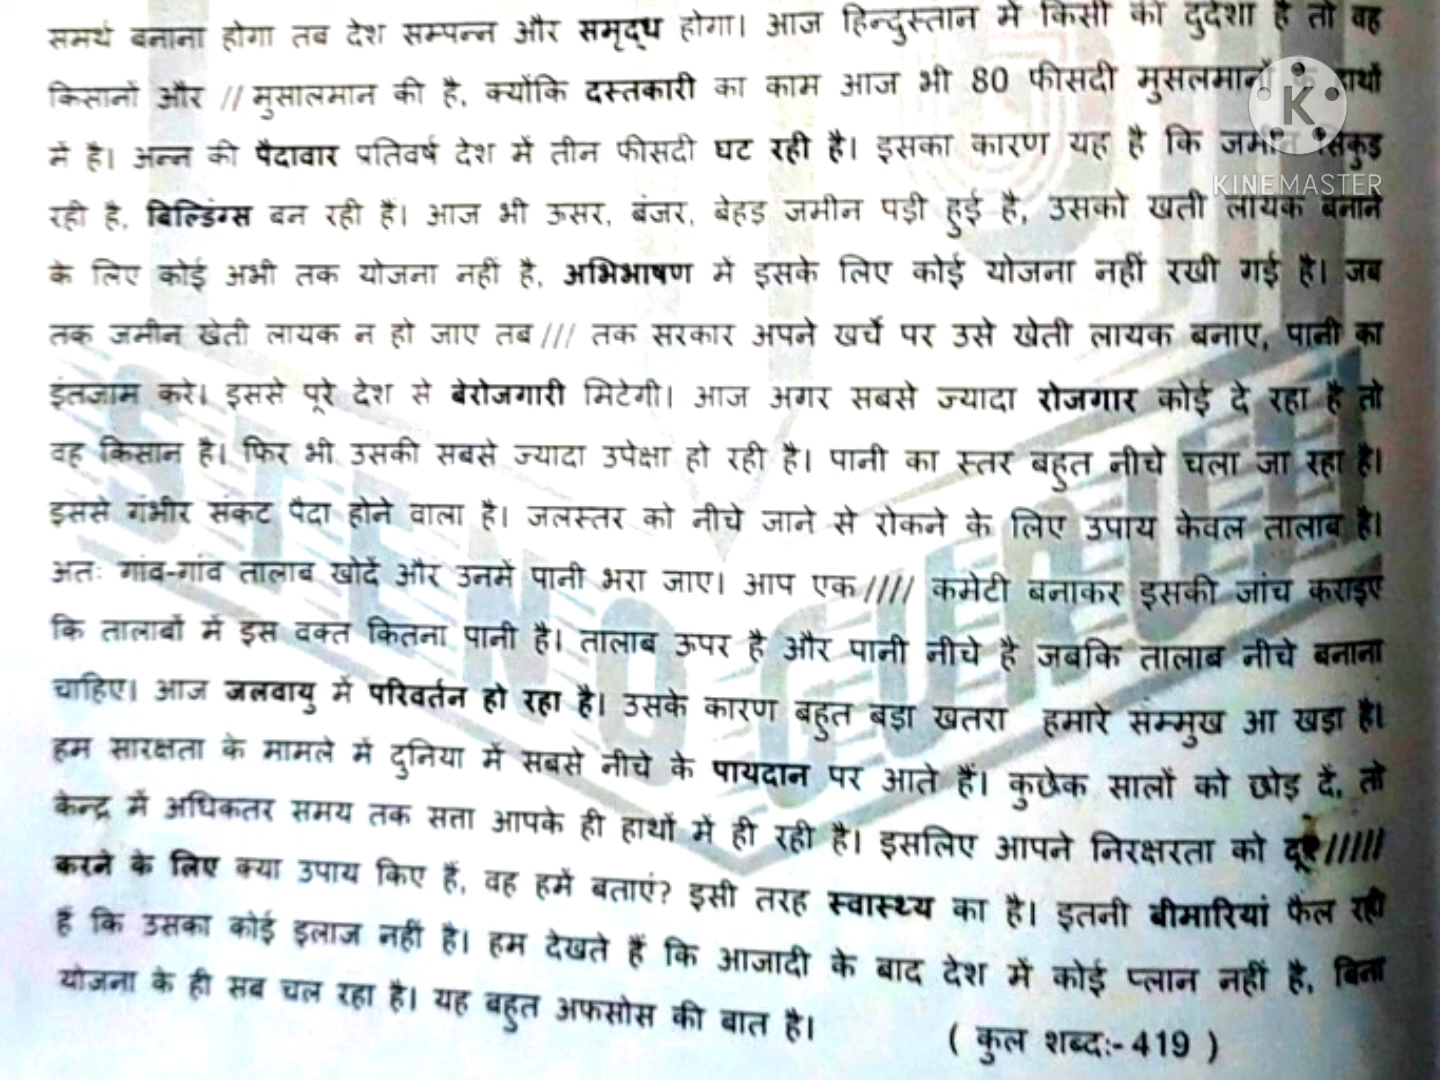 समर्थ बनाना होगा तब देश सम्पन्न और समृद्ध होगा। आज हिन्दुस्तान में किसी की दुर्दशा है तो वह
किसानों और // मुसालमान की है, क्योंकि दस्तकारी का काम आज भी 80 फीसदी मुसलमानों के हाथों
में है। अन्न की पैदावार प्रतिवर्ष देश में तीन फीसदी घट रही है। इसका कारण यह है कि जमीन सिकुड़
रही है, बिल्डिंग्स बन रही हैं। आज भी ऊसर, बंजर, बेहड़ जमीन पड़ी हुई है, उसको खेती लायक बनाने
के लिए कोई अभी तक योजना नहीं है, अभिभाषण में इसके लिए कोई योजना नहीं रखी गई है। जब
तक जमीन खेती लायक न हो जाए तब /// तक सरकार अपने खर्चे पर उसे खेती लायक बनाए, पानी का
इंतजाम करे। इससे पूरे देश से बेरोजगारी मिटेगी। आज अगर सबसे ज्यादा रोजगार कोई दे रहा है तो
वह किसान है। फिर भी उसकी सबसे ज्यादा उपेक्षा हो रही है। पानी का स्तर बहुत नीचे चला जा रहा है।
इससे गंभीर संकट पैदा होने वाला है। जलस्तर को नीचे जाने से रोकने के लिए उपाय केवल तालाब है।
अतः गांव-गांव तालाब खोदें और उनमें पानी भरा जाए। आप एक //// कमेटी बनाकर इसकी जांच कराइए
कि तालाबों में इस वक्त कितना पानी है। तालाब ऊपर है और पानी नीचे है जबकि तालाब नीचे बनाना
चाहिए। आज जलवायु में परिवर्तन हो रहा है। उसके कारण बहुत बड़ा खतरा हमारे सम्मुख आ खड़ा है।
हम सारक्षता के मामले में दुनिया में सबसे नीचे के पायदान पर आते हैं। कुछेक सालों को छोड़ दें, तो
केन्द्र में अधिकतर समय तक सत्ता आपके ही हाथों में ही रही है। इसलिए आपने निरक्षरता को दूर /////
करने के लिए क्या उपाय किए हैं, वह हमें बताएं? इसी तरह स्वास्थ्य का है। इतनी बीमारियां फैल रही
हैं कि उसका कोई इलाज नहीं है। हम देखते हैं कि आजादी के बाद देश में कोई प्लान नहीं है, बिना
योजना के ही सब चल रहा है। यह बहुत अफसोस की बात है।
( कुल शब्दः- 419 )
K
KINEMASTER
STENO GURUJI